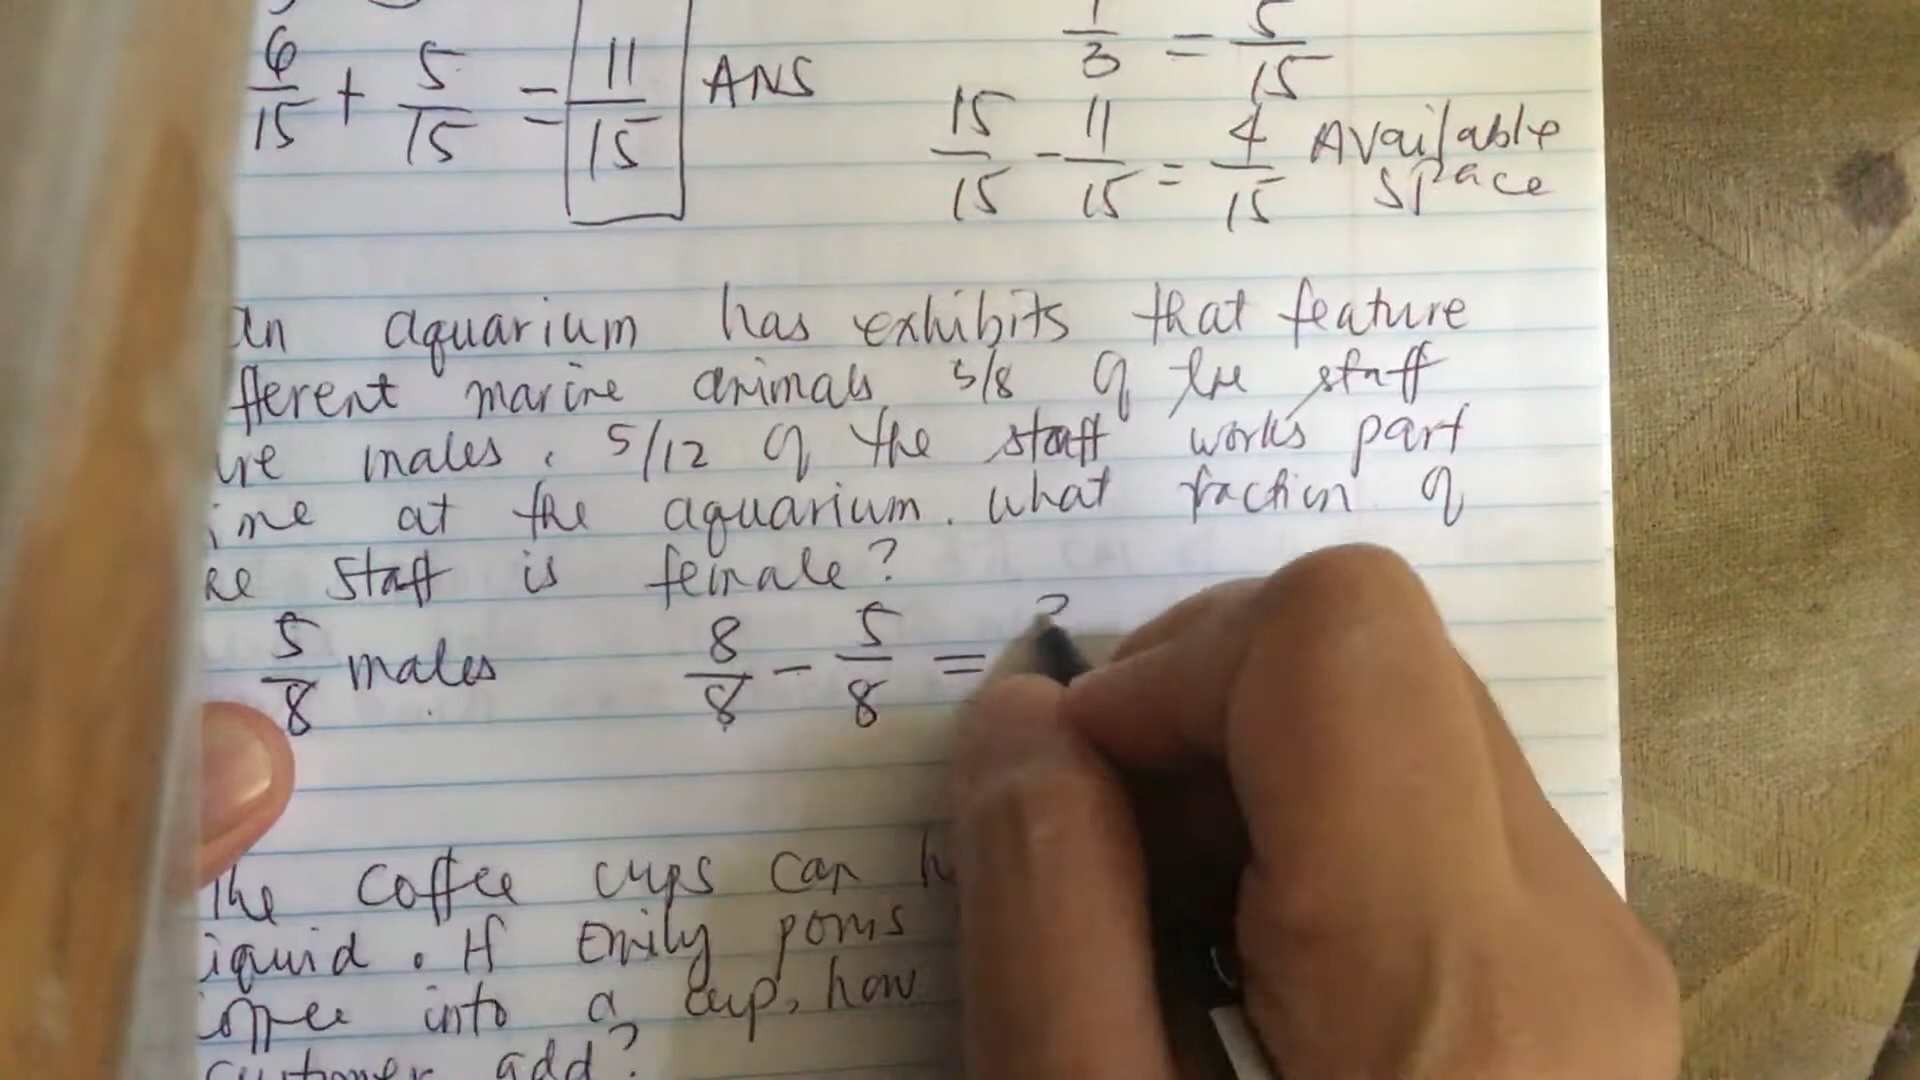 6/15 + 5/15 = 11/15 ANS
1/3 = 5/15
15/15 - 11/15 = 4/15 Available space
an aquarium has exhibits that feature
fferent marine animals 5/8 of the staff
re males. 5/12 of the staff works part
ime at the aquarium. what fraction of
he staff is female?
5/8 males 8/8 - 5/8 =
The coffee cups can h
iquid. If Emily pours
offee into a cup, how
customer add?